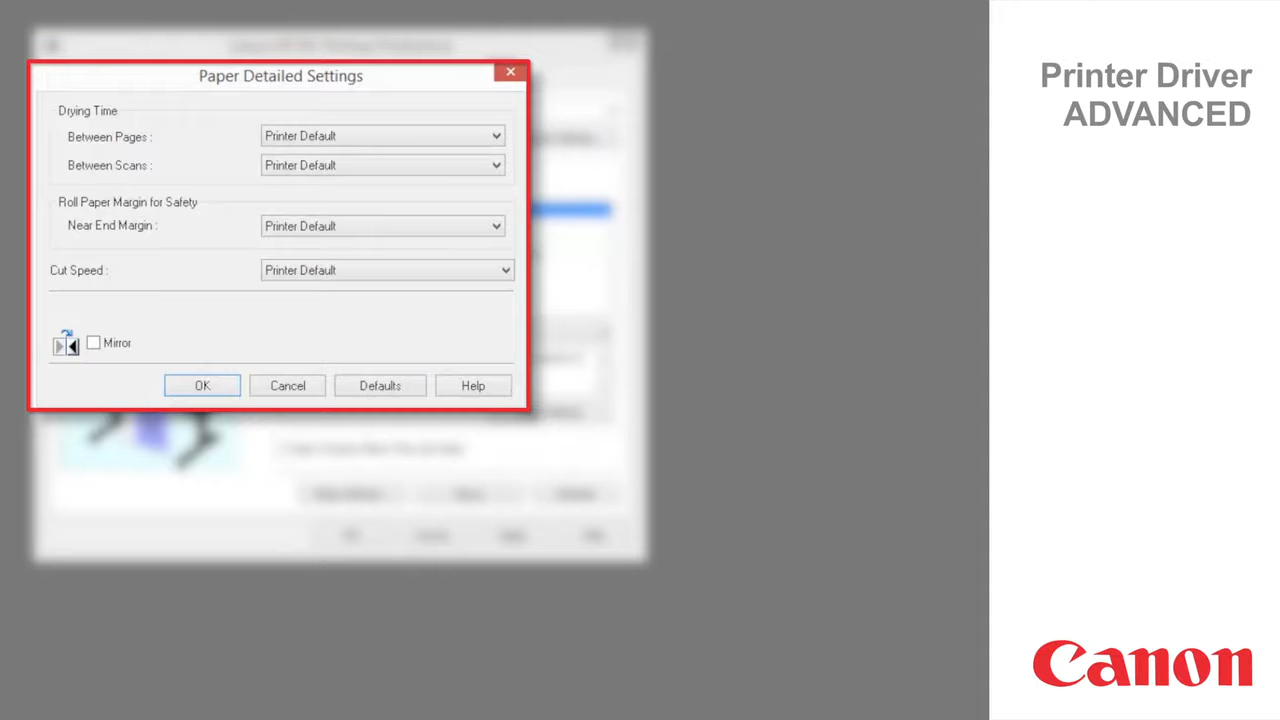 Paper Detailed Settings
Drying Time
Between Pages : Printer Default
Between Scans : Printer Default
Roll Paper Margin for Safety
Near End Margin : Printer Default
Cut Speed : Printer Default
Mirror
OK Cancel Defaults Help
Printer Driver
ADVANCED
Canon